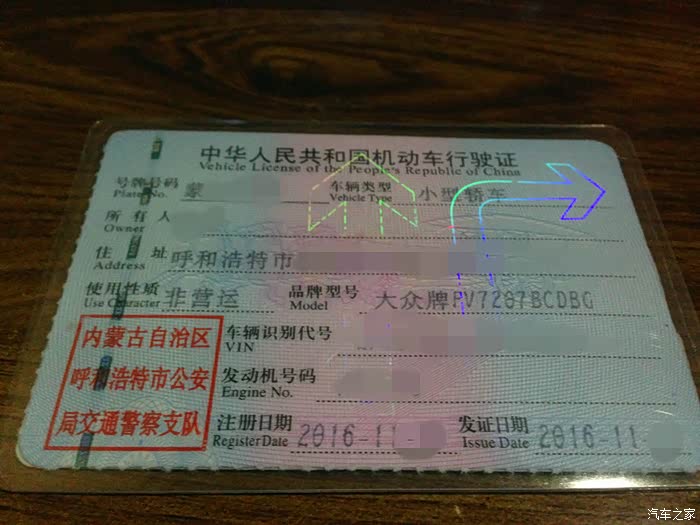 中华人民共和国机动车行驶证
Vehicle License of the People's Republic of China
号牌号码 蒙 车辆类型 小型轿车
Plate No. Vehicle Type
所有人
Owner
住址 呼和浩特市
Address
使用性质 非营运 品牌型号 大众牌FV7287BCDBG
Use Character Model
内蒙古自治区
呼和浩特市公安
局交通警察支队
车辆识别代号
VIN
发动机号码
Engine No.
注册日期 2016-11- 发证日期 2016-11-
Register Date Issue Date
汽车之家